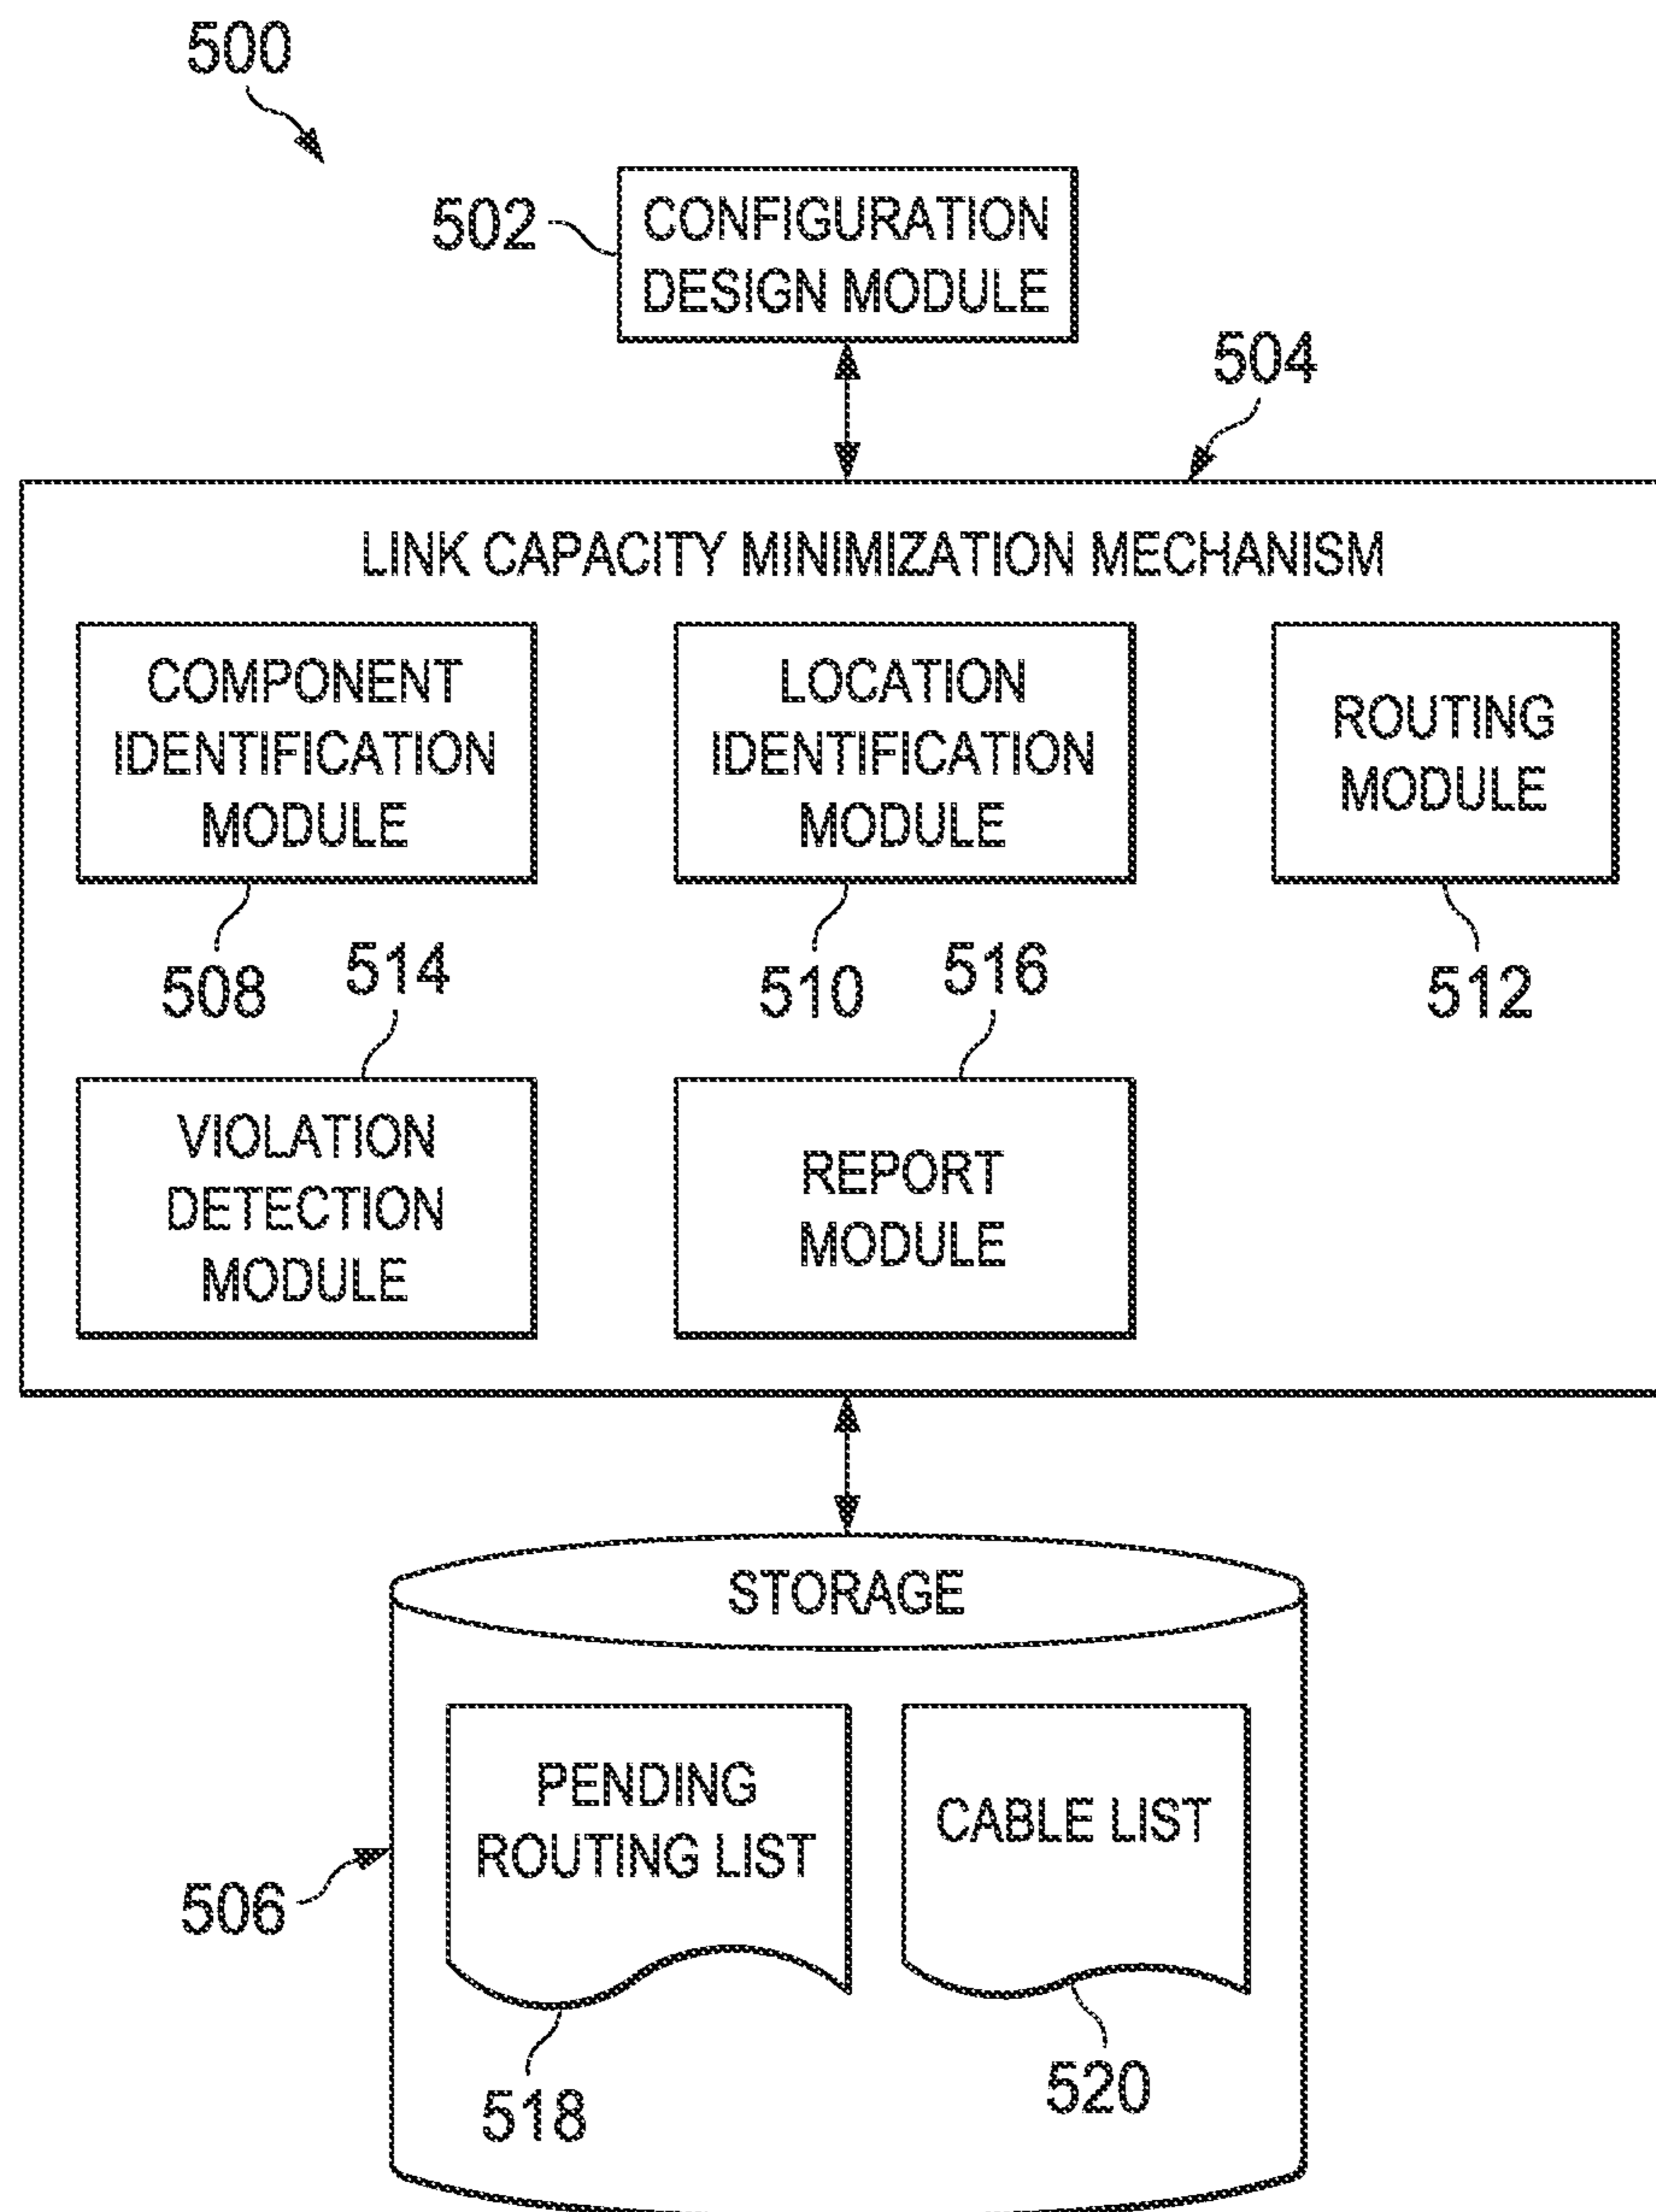 500
502
CONFIGURATION
DESIGN MODULE
504
LINK CAPACITY MINIMIZATION MECHANISM
COMPONENT
IDENTIFICATION
MODULE
LOCATION
IDENTIFICATION
MODULE
ROUTING
MODULE
508
514
510
516
512
VIOLATION
DETECTION
MODULE
REPORT
MODULE
STORAGE
PENDING
ROUTING LIST
CABLE LIST
506
518
520